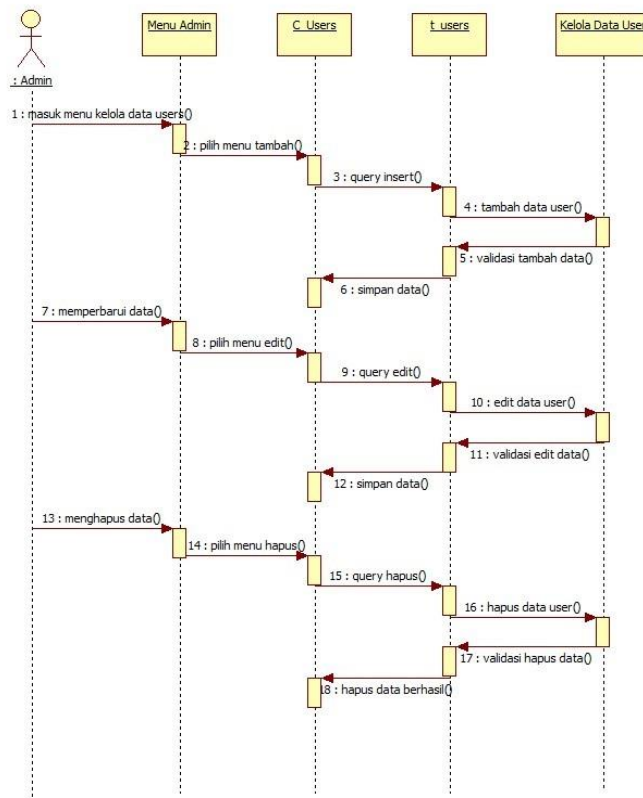 Menu Admin
C_Users
t_users
Kelola Data User
: Admin
1 : masuk menu kelola data users()
2 : pilih menu tambah()
3 : query insert()
4 : tambah data user()
5 : validasi tambah data()
6 : simpan data()
7 : memperbarui data()
8 : pilih menu edit()
9 : query edit()
10 : edit data user()
11 : validasi edit data()
12 : simpan data()
13 : menghapus data()
14 : pilih menu hapus()
15 : query hapus()
16 : hapus data user()
17 : validasi hapus data()
18 : hapus data berhasil()